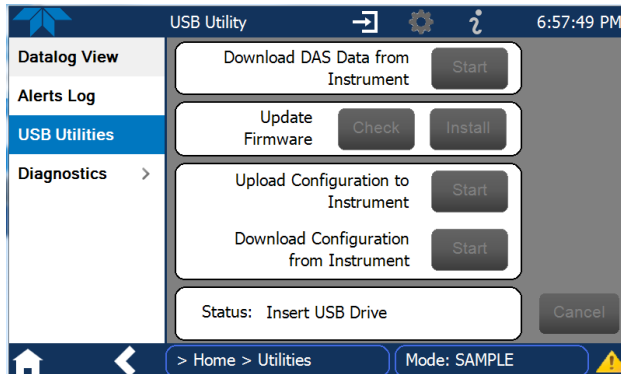 USB Utility
6:57:49 PM
Datalog View
Alerts Log
USB Utilities
Diagnostics >
Download DAS Data from
Instrument
Start
Update
Firmware
Check
Install
Upload Configuration to
Instrument
Start
Download Configuration
from Instrument
Start
Status: Insert USB Drive
Cancel
> Home > Utilities
Mode: SAMPLE